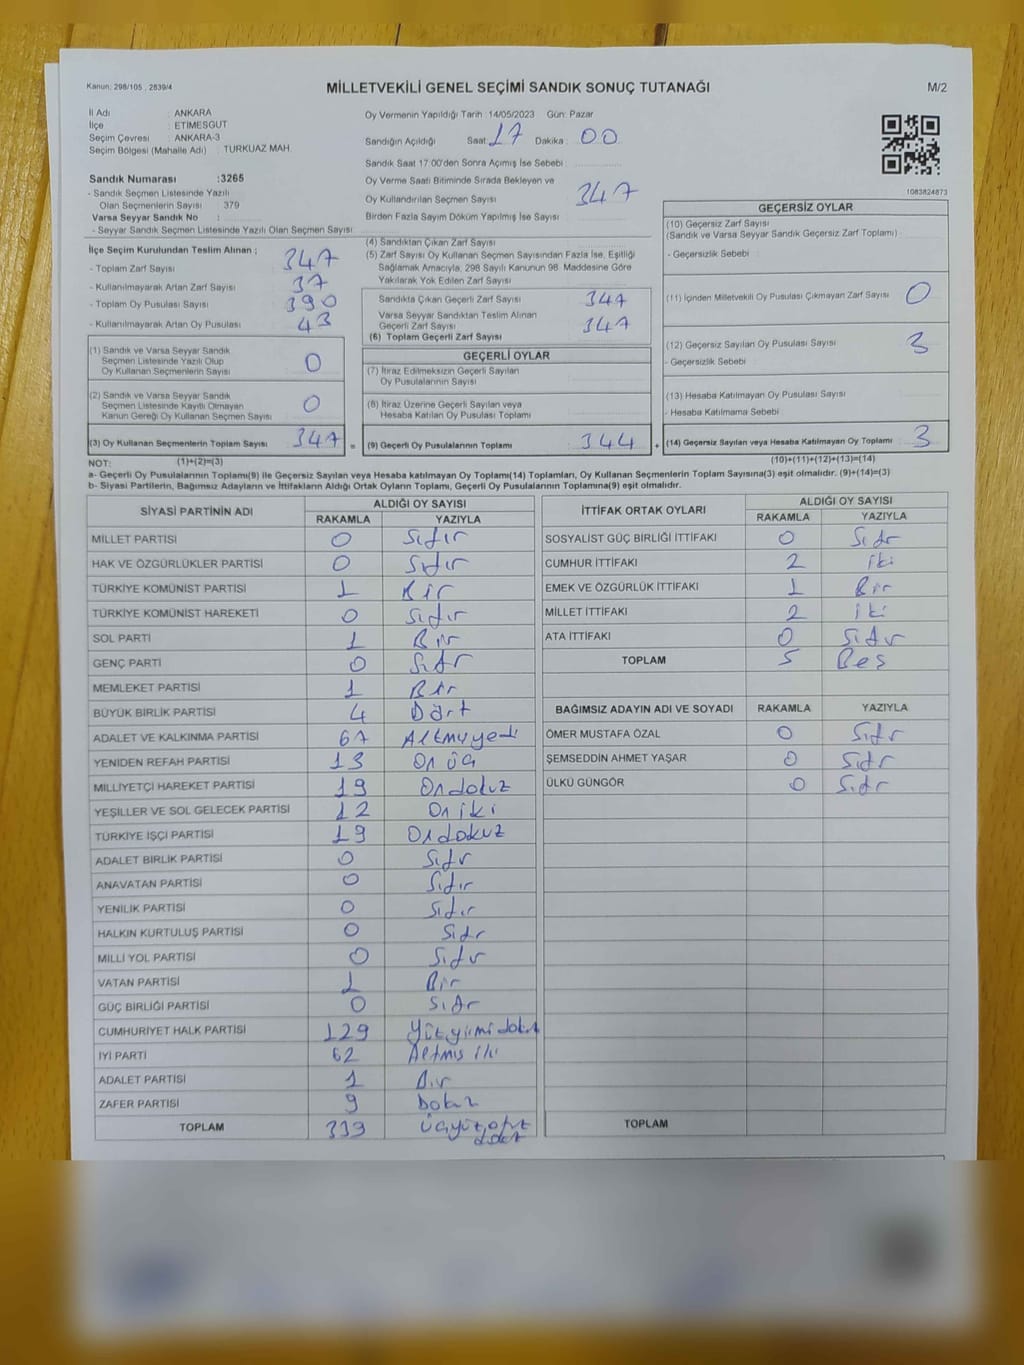 Kanun: 298/105 , 2839/4
MİLLETVEKİLİ GENEL SEÇİMİ SANDIK SONUÇ TUTANAĞI
M/2
İl Adı : ANKARA
İlçe : ETİMESGUT
Seçim Çevresi : ANKARA-3
Seçim Bölgesi (Mahalle Adı) : TURKUAZ MAH.
Sandık Numarası :3265
- Sandık Seçmen Listesinde Yazılı
Olan Seçmenlerin Sayısı : 379
Varsa Seyyar Sandık No :
- Seyyar Sandık Seçmen Listesinde Yazılı Olan Seçmen Sayısı
Oy Vermenin Yapıldığı Tarih :14/05/2023 Gün: Pazar
Sandığın Açıldığı Saat: 17 Dakika : 00
Sandık Saat 17:00'den Sonra Açımış İse Sebebi :
Oy Verme Saati Bitiminde Sırada Bekleyen ve
Oy Kullandırılan Seçmen Sayısı : 347
Birden Fazla Sayım Döküm Yapılmış İse Sayısı :
1083824873
İlçe Seçim Kurulundan Teslim Alınan ;
- Toplam Zarf Sayısı : 347
- Kullanılmayarak Artan Zarf Sayısı : 37
- Toplam Oy Pusulası Sayısı : 390
- Kullanılmayarak Artan Oy Pusulası : 43
(1) Sandık ve Varsa Seyyar Sandık
Seçmen Listesinde Yazılı Olup
Oy Kullanan Seçmenlerin Sayısı : 0
(2) Sandık ve Varsa Seyyar Sandık
Seçmen Listesinde Kayıtlı Olmayan
Kanun Gereği Oy Kullanan Seçmen Sayısı : 0
(3) Oy Kullanan Seçmenlerin Toplam Sayısı : 347 =
(4) Sandıktan Çıkan Zarf Sayısı :
(5) Zarf Sayısı Oy Kullanan Seçmen Sayısından Fazla İse, Eşitliği
Sağlamak Amacıyla, 298 Sayılı Kanunun 98. Maddesine Göre
Yakılarak Yok Edilen Zarf Sayısı :
Sandıkta Çıkan Geçerli Zarf Sayısı : 347
Varsa Seyyar Sandıktan Teslim Alınan
Geçerli Zarf Sayısı : 347
(6) Toplam Geçerli Zarf Sayısı :
GEÇERLİ OYLAR
(7) İtiraz Edilmeksizin Geçerli Sayılan
Oy Pusulalarının Sayısı :
(8) İtiraz Üzerine Geçerli Sayılan veya
Hesaba Katılan Oy Pusulası Toplamı :
(9) Geçerli Oy Pusulalarının Toplamı : 344 +
GEÇERSİZ OYLAR
(10) Geçersiz Zarf Sayısı
(Sandık ve Varsa Seyyar Sandık Geçersiz Zarf Toplamı)
- Geçersizlik Sebebi :
(11) İçinden Milletvekili Oy Pusulası Çıkmayan Zarf Sayısı : 0
(12) Geçersiz Sayılan Oy Pusulası Sayısı : 3
- Geçersizlik Sebebi
(13) Hesaba Katılmayan Oy Pusulası Sayısı :
- Hesaba Katılmama Sebebi
(14) Geçersiz Sayılan veya Hesaba Katılmayan Oy Toplamı : 3
NOT: (1)+(2)=(3)
(10)+(11)+(12)+(13)=(14)
a- Geçerli Oy Pusulalarının Toplamı(9) ile Geçersiz Sayılan veya Hesaba katılmayan Oy Toplam(14) Toplamları, Oy Kullanan Seçmenlerin Toplam Sayısına(3) eşit olmalıdır. (9)+(14)=(3)
b- Siyasi Partilerin, Bağımsız Adayların ve İttifakların Aldığı Ortak Oyların Toplamı, Geçerli Oy Pusulalarının Toplamına(9) eşit olmalıdır.
SİYASİ PARTİNİN ADI ALDIĞI OY SAYISI
RAKAMLA YAZIYLA
MİLLET PARTİSİ 0 Sıfır
HAK VE ÖZGÜRLÜKLER PARTİSİ 0 Sıfır
TÜRKİYE KOMÜNİST PARTİSİ 1 Bir
TÜRKİYE KOMÜNİST HAREKETİ 0 Sıfır
SOL PARTİ 1 Bir
GENÇ PARTİ 0 Sıfır
MEMLEKET PARTİSİ 1 Bir
BÜYÜK BİRLİK PARTİSİ 4 Dört
ADALET VE KALKINMA PARTİSİ 67 Altmışyedi
YENİDEN REFAH PARTİSİ 13 On üç
MİLLİYETÇİ HAREKET PARTİSİ 19 Ondokuz
YEŞİLLER VE SOL GELECEK PARTİSİ 12 On iki
TÜRKİYE İŞÇİ PARTİSİ 19 Ondokuz
ADALET BİRLİK PARTİSİ 0 Sıfır
ANAVATAN PARTİSİ 0 Sıfır
YENİLİK PARTİSİ 0 Sıfır
HALKIN KURTULUŞ PARTİSİ 0 Sıfır
MİLLİ YOL PARTİSİ 0 Sıfır
VATAN PARTİSİ 1 Bir
GÜÇ BİRLİĞİ PARTİSİ 0 Sıfır
CUMHURİYET HALK PARTİSİ 129 Yüzyirmidokuz
İYİ PARTİ 62 Altmış iki
ADALET PARTİSİ 1 Bir
ZAFER PARTİSİ 9 Dokuz
TOPLAM 339 Üçyüzotuz
dokuz
İTTİFAK ORTAK OYLARI ALDIĞI OY SAYISI
RAKAMLA YAZIYLA
SOSYALİST GÜÇ BİRLİĞİ İTTİFAKI 0 Sıfır
CUMHUR İTTİFAKI 2 iki
EMEK VE ÖZGÜRLÜK İTTİFAKI 1 Bir
MİLLET İTTİFAKI 2 iki
ATA İTTİFAKI 0 Sıfır
TOPLAM 5 Beş
BAĞIMSIZ ADAYIN ADI VE SOYADI RAKAMLA YAZIYLA
ÖMER MUSTAFA ÖZAL 0 Sıfır
ŞEMSEDDİN AHMET YAŞAR 0 Sıfır
ÜLKÜ GÜNGÖR 0 Sıfır
TOPLAM